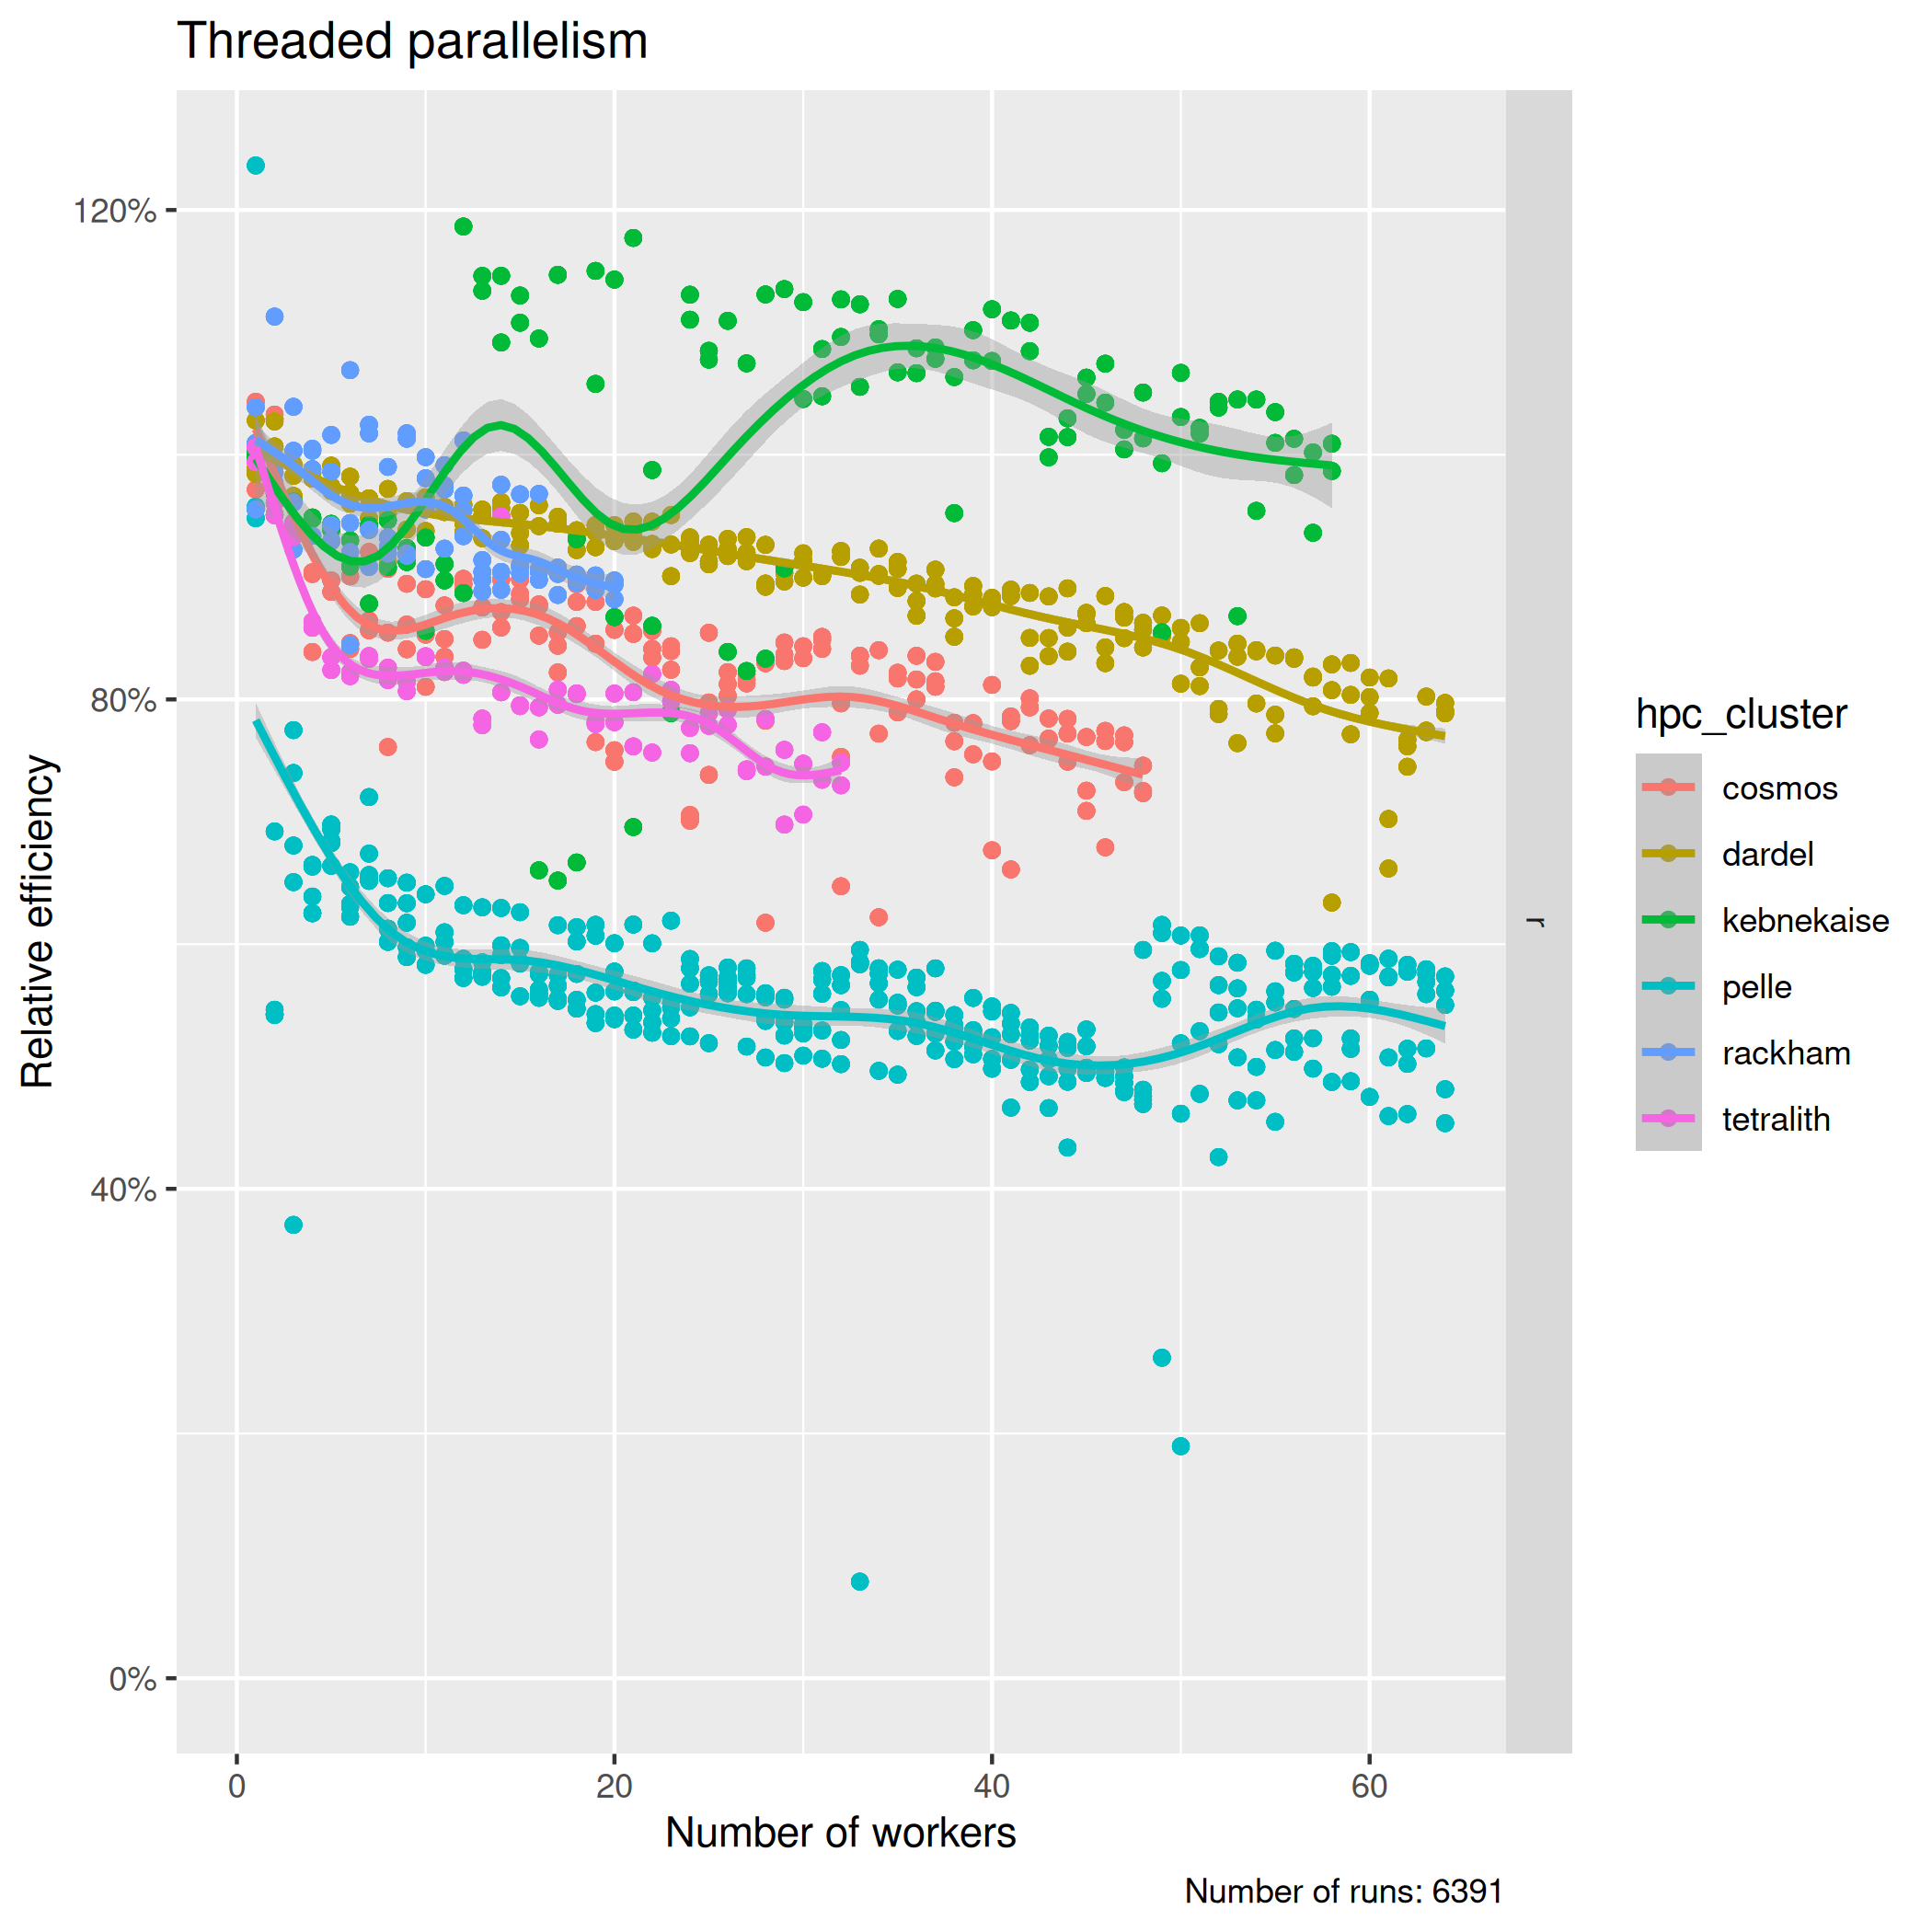 Threaded parallelism
Relative efficiency
120%
80%
40%
0%
0
20
40
60
Number of workers
r
hpc_cluster
cosmos
dardel
kebnekaise
pelle
rackham
tetralith
Number of runs: 6391